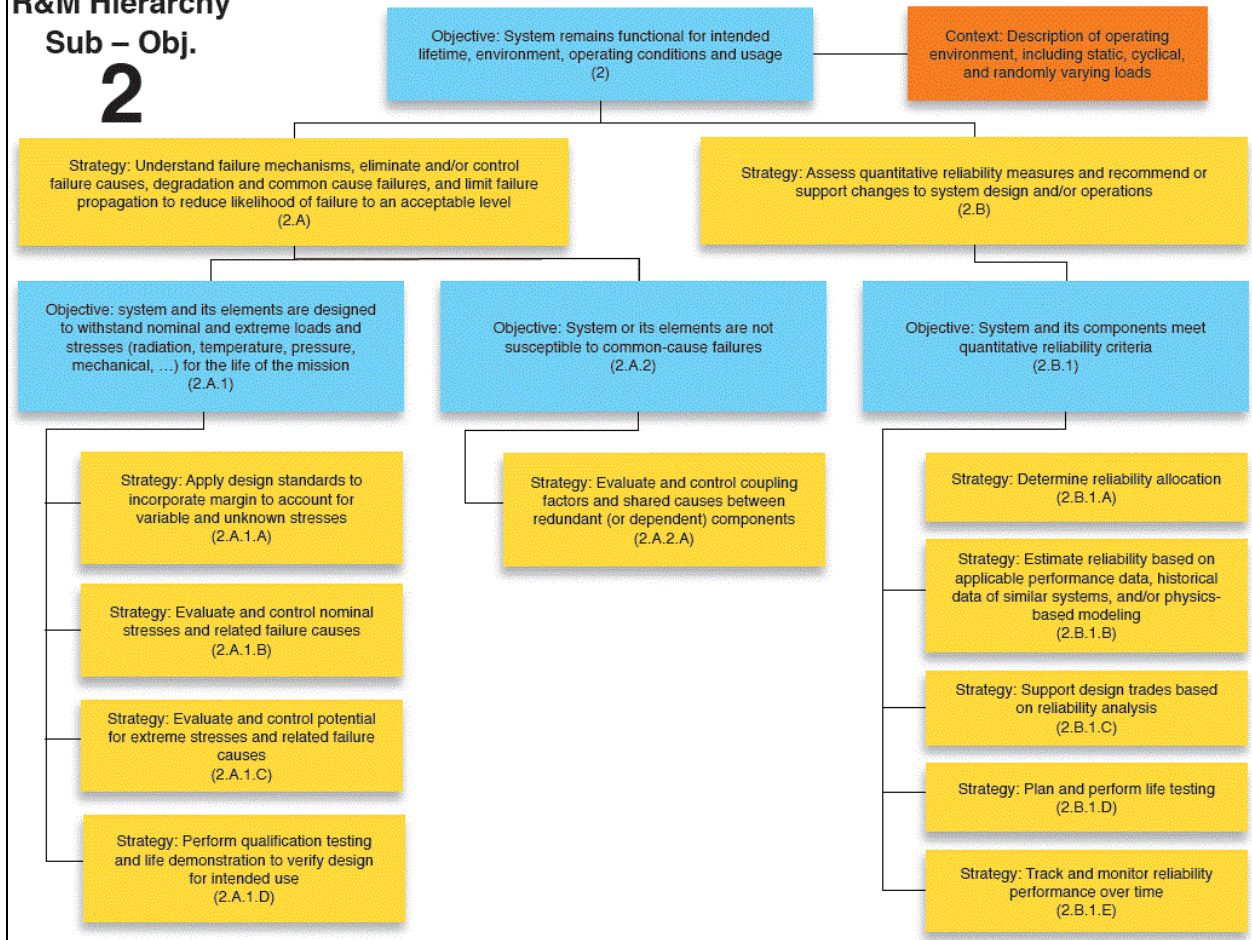 R&M Hierarchy
Sub – Obj.
2
Objective: System remains functional for intended
lifetime, environment, operating conditions and usage
(2)
Context: Description of operating
environment, including static, cyclical,
and randomly varying loads
Strategy: Understand failure mechanisms, eliminate and/or control
failure causes, degradation and common cause failures, and limit failure
propagation to reduce likelihood of failure to an acceptable level
(2.A)
Strategy: Assess quantitative reliability measures and recommend or
support changes to system design and/or operations
(2.B)
Objective: system and its elements are designed
to withstand nominal and extreme loads and
stresses (radiation, temperature, pressure,
mechanical, ...) for the life of the mission
(2.A.1)
Objective: System or its elements are not
susceptible to common-cause failures
(2.A.2)
Objective: System and its components meet
quantitative reliability criteria
(2.B.1)
Strategy: Apply design standards to
incorporate margin to account for
variable and unknown stresses
(2.A.1.A)
Strategy: Evaluate and control nominal
stresses and related failure causes
(2.A.1.B)
Strategy: Evaluate and control potential
for extreme stresses and related failure
causes
(2.A.1.C)
Strategy: Perform qualification testing
and life demonstration to verify design
for intended use
(2.A.1.D)
Strategy: Evaluate and control coupling
factors and shared causes between
redundant (or dependent) components
(2.A.2.A)
Strategy: Determine reliability allocation
(2.B.1.A)
Strategy: Estimate reliability based on
applicable performance data, historical
data of similar systems, and/or physics-
based modeling
(2.B.1.B)
Strategy: Support design trades based
on reliability analysis
(2.B.1.C)
Strategy: Plan and perform life testing
(2.B.1.D)
Strategy: Track and monitor reliability
performance over time
(2.B.1.E)